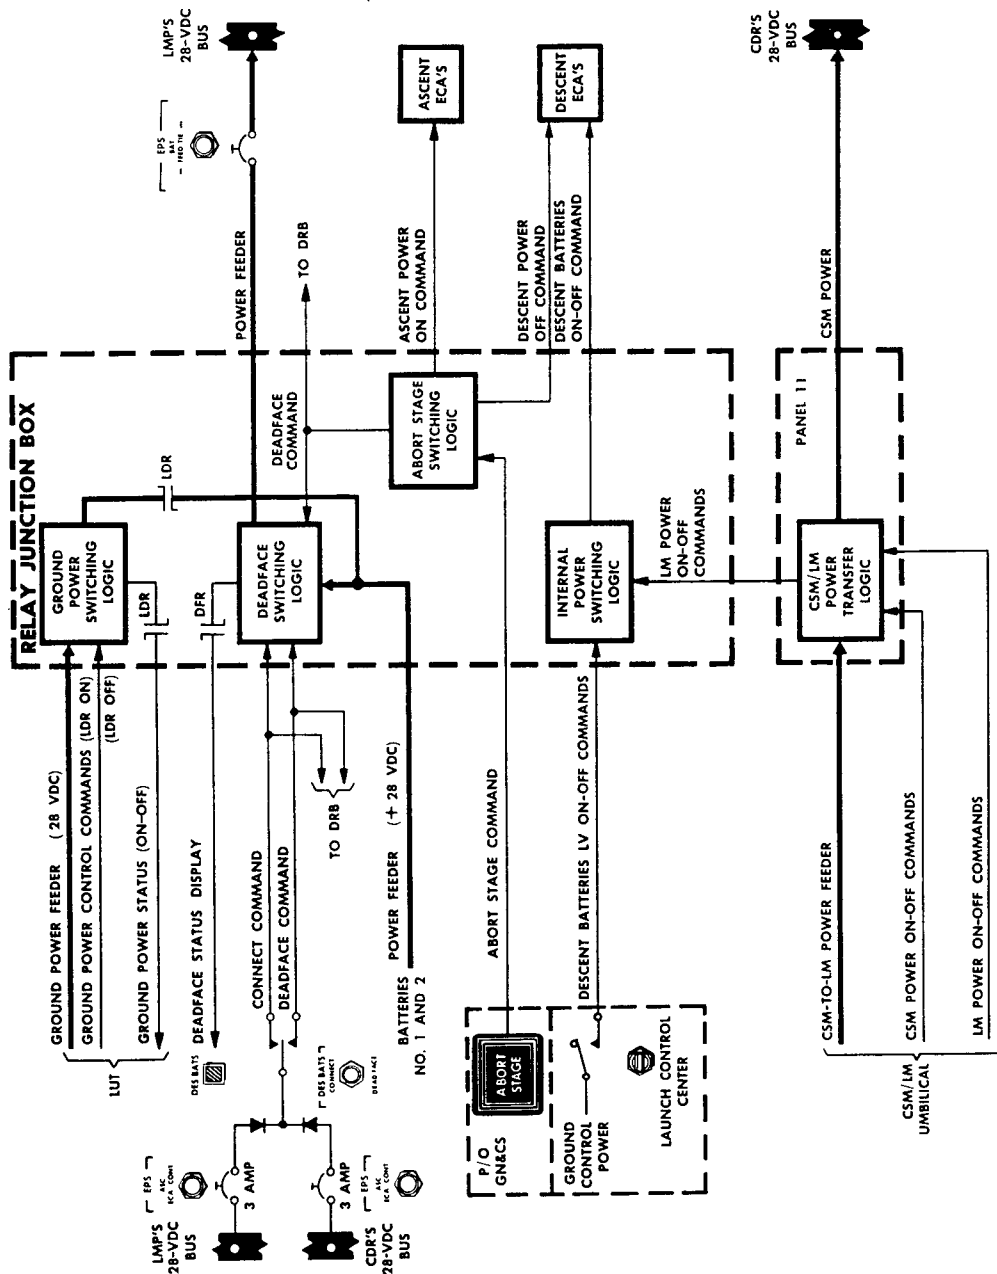 LMP'S
28-VDC
BUS
EPS
ASC
ECA CONT
3 AMP
CDR'S
28-VDC
BUS
EPS
ASC
ECA CONT
3 AMP
DES BATS
CONNECT
DEAD FACE
DES BATS
LUT
GROUND POWER FEEDER (28 VDC)
GROUND POWER CONTROL COMMANDS (LDR ON)
(LDR OFF)
GROUND POWER STATUS (ON-OFF)
DEADFACE STATUS DISPLAY
CONNECT COMMAND
DEADFACE COMMAND
TO DRB
BATTERIES
NO. 1 AND 2
POWER FEEDER (+ 28 VDC)
RELAY JUNCTION BOX
GROUND
POWER
SWITCHING
LOGIC
LDR
LDR
DFR
DEADFACE
SWITCHING
LOGIC
DEADFACE
COMMAND
TO DRB
POWER FEEDER
EPS
BAT
FEED TIE
LMP'S
28-VDC
BUS
P/O
GN&CS
ABORT
STAGE
ABORT STAGE COMMAND
ABORT STAGE
SWITCHING
LOGIC
ASCENT POWER
ON COMMAND
ASCENT
ECA'S
DESCENT POWER
OFF COMMAND
DESCENT BATTERIES
ON-OFF COMMAND
DESCENT
ECA'S
GROUND
CONTROL
POWER
LAUNCH CONTROL
CENTER
DESCENT BATTERIES LV ON-OFF COMMANDS
INTERNAL
POWER
SWITCHING
LOGIC
LM POWER
ON-OFF
COMMANDS
CSM/LM
UMBILICAL
CSM-TO-LM POWER FEEDER
CSM POWER ON-OFF COMMANDS
LM POWER ON-OFF COMMANDS
PANEL 11
CSM/LM
POWER
TRANSFER
LOGIC
CSM POWER
CDR'S
28-VDC
BUS